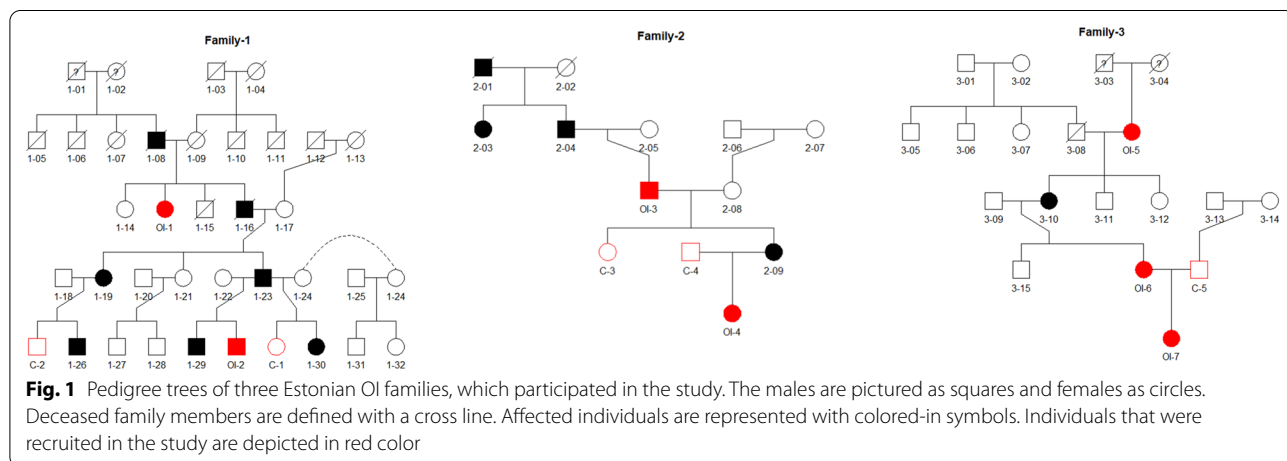 Family-1
Family-2
Family-3
? ?
1-01 1-02 1-03 1-04
1-05 1-06 1-07 1-08 1-09 1-10 1-11 1-12 1-13
1-14 OI-1 1-15 1-16 1-17
1-18 1-19 1-20 1-21 1-22 1-23 1-24 1-25 1-24
C-2 1-26 1-27 1-28 1-29 OI-2 C-1 1-30 1-31 1-32
2-01 2-02
2-03 2-04 2-05 2-06 2-07
OI-3 2-08
C-3 C-4 2-09
OI-4
? ?
3-01 3-02 3-03 3-04
3-05 3-06 3-07 3-08 OI-5
3-09 3-10 3-11 3-12 3-13 3-14
3-15 OI-6 C-5
OI-7
Fig. 1 Pedigree trees of three Estonian OI families, which participated in the study. The males are pictured as squares and females as circles.
Deceased family members are defined with a cross line. Affected individuals are represented with colored-in symbols. Individuals that were
recruited in the study are depicted in red color